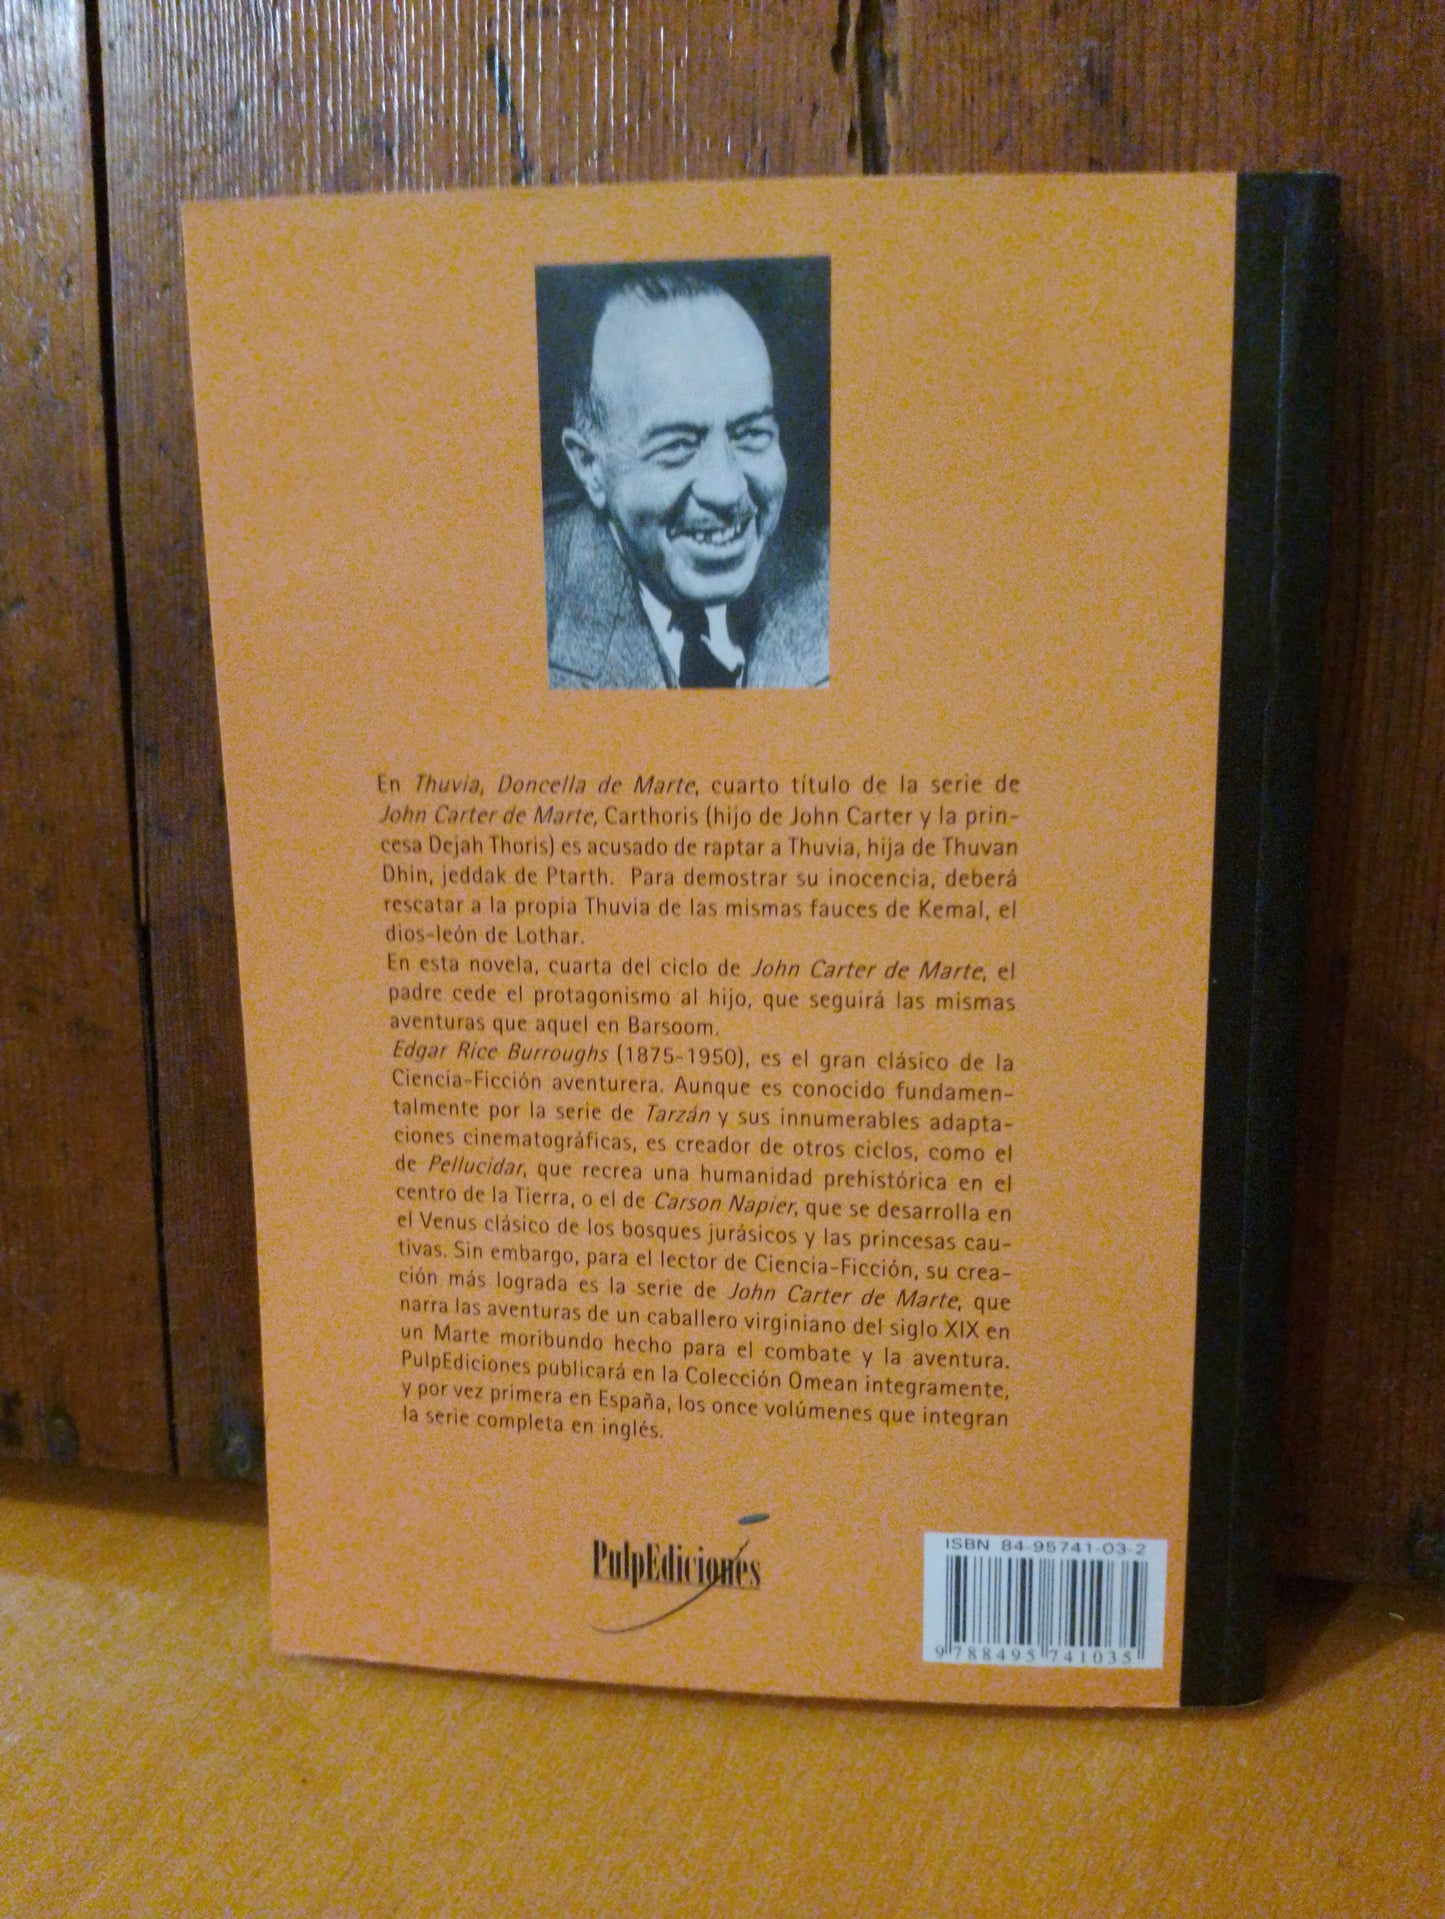 En Thuvia, Doncella de Marte, cuarto título de la serie de
John Carter de Marte, Carthoris (hijo de John Carter y la prin-
cesa Dejah Thoris) es acusado de raptar a Thuvia, hija de Thuvan
Dhin, jeddak de Ptarth. Para demostrar su inocencia, deberá
rescatar a la propia Thuvia de las mismas fauces de Kemal, el
dios-león de Lothar.
En esta novela, cuarta del ciclo de John Carter de Marte, el
padre cede el protagonismo al hijo, que seguirá las mismas
aventuras que aquel en Barsoom.
Edgar Rice Burroughs (1875-1950), es el gran clásico de la
Ciencia-Ficción aventurera. Aunque es conocido fundamen-
talmente por la serie de Tarzán y sus innumerables adapta-
ciones cinematográficas, es creador de otros ciclos, como el
de Pellucidar, que recrea una humanidad prehistórica en el
centro de la Tierra, o el de Carson Napier, que se desarrolla en
el Venus clásico de los bosques jurásicos y las princesas cau-
tivas. Sin embargo, para el lector de Ciencia-Ficción, su crea-
ción más lograda es la serie de John Carter de Marte, que
narra las aventuras de un caballero virginiano del siglo XIX en
un Marte moribundo hecho para el combate y la aventura.
PulpEdiciones publicará en la Colección Omean integramente,
y por vez primera en España, los once volúmenes que integran
la serie completa en inglés.
PulpEdiciones
ISBN 84-95741-03-2
9 788495 741035